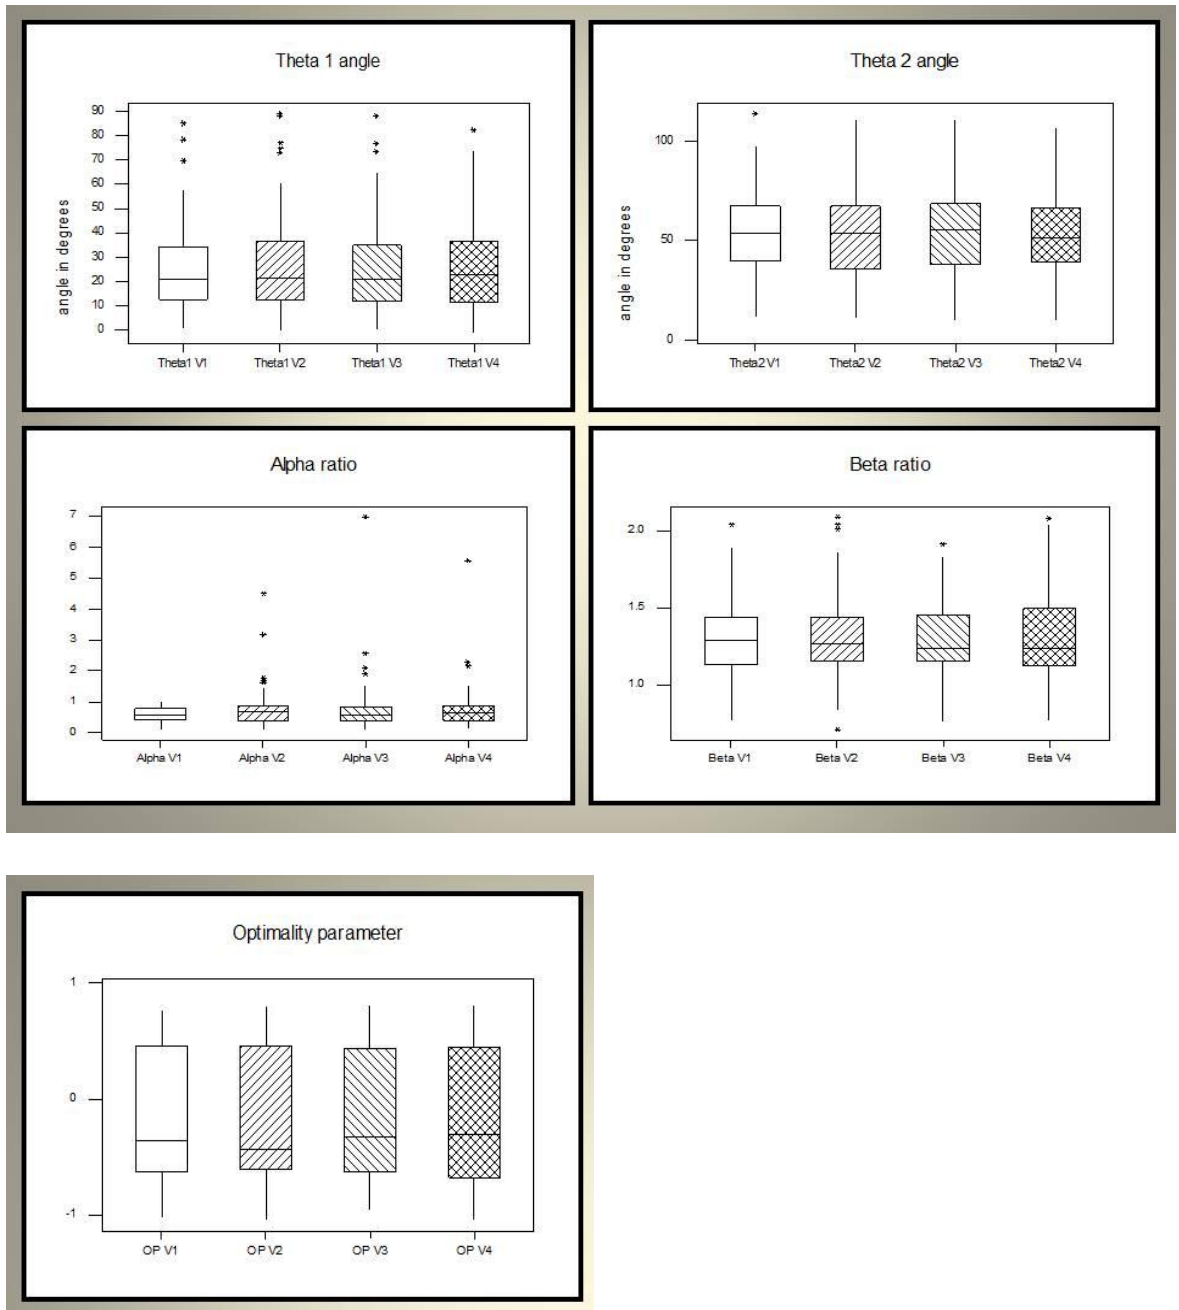 Theta 1 angle
angle in degrees
90
80
70
60
50
40
30
20
10
0
Theta1 V1 Theta1 V2 Theta1 V3 Theta1 V4
Theta 2 angle
angle in degrees
100
50
0
Theta2 V1 Theta2 V2 Theta2 V3 Theta2 V4
Alpha ratio
7
6
5
4
3
2
1
0
Alpha V1 Alpha V2 Alpha V3 Alpha V4
Beta ratio
2.0
1.5
1.0
Beta V1 Beta V2 Beta V3 Beta V4
Optimality parameter
1
0
-1
OP V1 OP V2 OP V3 OP V4